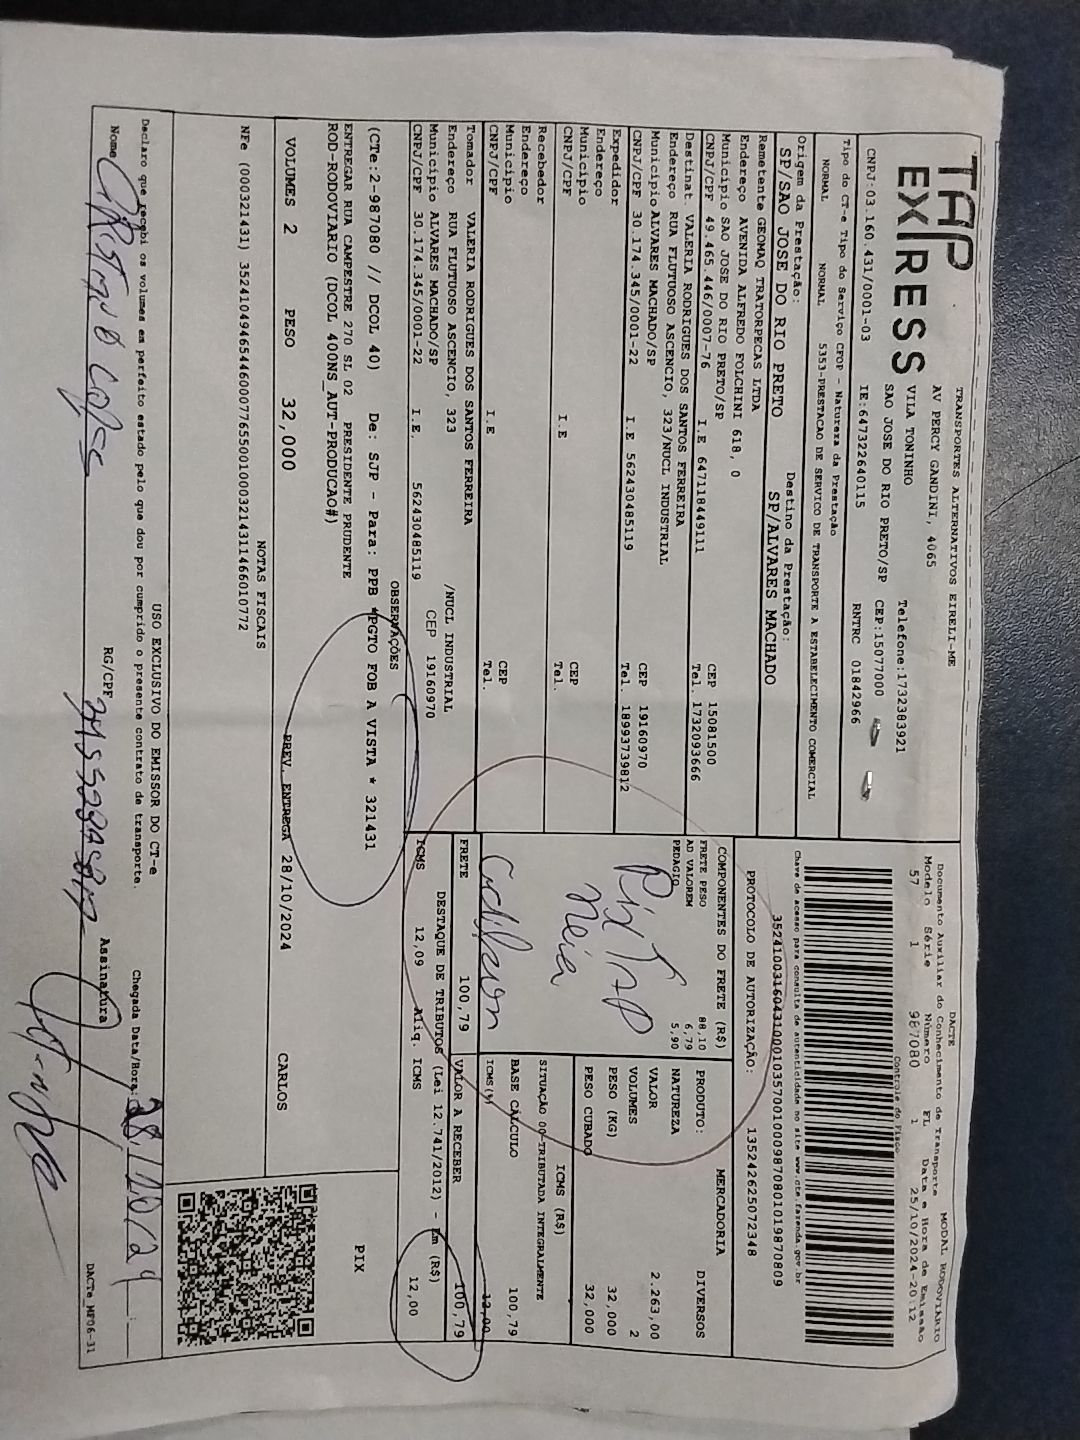 TAP
EXPRESS
TRANSPORTES ALTERNATIVOS EIRELI-ME
AV PERCY GANDINI, 4065
VILA TONINHO Telefone:1732383921
SAO JOSE DO RIO PRETO/SP CEP:15077000
CNPJ:03.160.431/0001-03 IE:647322640115 RNTRC 01842966
Tipo do CT-e Tipo do Serviço CFOP - Natureza da Prestação
NORMAL NORMAL 5353-PRESTACAO DE SERVICO DE TRANSPORTE A ESTABELECIMENTO COMERCIAL
Origem da Prestação: Destino da Prestação:
SP/SAO JOSE DO RIO PRETO SP/ALVARES MACHADO
Remetente GEOMAQ TRATORPECAS LTDA
Endereço AVENIDA ALFREDO FOLCHINI 618, 0
Município SAO JOSE DO RIO PRETO/SP CEP 15081500
CNPJ/CPF 49.465.446/0007-76 I.E 647118449111 Tel. 1732093666
Destinat. VALERIA RODRIGUES DOS SANTOS FERREIRA
Endereço RUA FLUTUOSO ASCENCIO, 323/NUCL INDUSTRIAL
Município ALVARES MACHADO/SP CEP 19160970
CNPJ/CPF 30.174.345/0001-22 I.E 562430485119 Tel. 18993739812
Expedidor
Endereço
Município CEP
CNPJ/CPF I.E Tel.
Recebedor
Endereço
Município CEP
CNPJ/CPF I.E Tel.
Tomador VALERIA RODRIGUES DOS SANTOS FERREIRA
Endereço RUA FLUTUOSO ASCENCIO, 323 /NUCL INDUSTRIAL
Município ALVARES MACHADO/SP CEP 19160970
CNPJ/CPF 30.174.345/0001-22 I.E. 562430485119
DACTE MODAL RODOVIÁRIO
Documento Auxiliar do Conhecimento de Transporte
Modelo Série Número FL Data e Hora de Emissão
57 1 987080 1 25/10/2024-20:12
Controle do Fisco
Chave de acesso para consulta de autenticidade no site www.cte.fazenda.gov.br
35241003160431000103570010009870801019870809
PROTOCOLO DE AUTORIZAÇÃO: 135242625072348
COMPONENTES DO FRETE (R$)
FRETE PESO 88,10
AD VALOREM 6,79
PEDAGIO 5,90
Pix TAP
MERCADORIA
PRODUTO: DIVERSOS
NATUREZA
VALOR 2.263,00
VOLUMES 2
PESO (KG) 32,000
PESO CUBADO 32,000
ICMS (R$)
SITUAÇÃO 00-TRIBUTADA INTEGRALMENTE
BASE CÁLCULO 100,79
ICMS(%) 12,00
FRETE 100,79 VALOR A RECEBER 100,79
DESTAQUE DE TRIBUTOS (Lei 12.741/2012) - Em (R$)
ICMS 12,09 Aliq. ICMS 12,00
OBSERVAÇÕES
(CTe:2-987080 // DCOL 40) De: SJP - Para: PPB *PGTO FOB A VISTA * 321431
ENTREGAR RUA CAMPESTRE 270 SL 02 PRESIDENTE PRUDENTE
ROD-RODOVIARIO (DCOL 400NS_AUT-PRODUCAO#)
VOLUMES 2 PESO 32,000 PREV. ENTREGA 28/10/2024 CARLOS
PIX
NOTAS FISCAIS
NFe (000321431) 35241049465446000776550010003214311466010772
USO EXCLUSIVO DO EMISSOR DO CT-e
Declaro que recebi os volumes em perfeito estado pelo que dou por cumprido o presente contrato de transporte. Chegada Data/Hora: 28/10/24
Nome RG/CPF Assinatura
DACTe_MF06-31